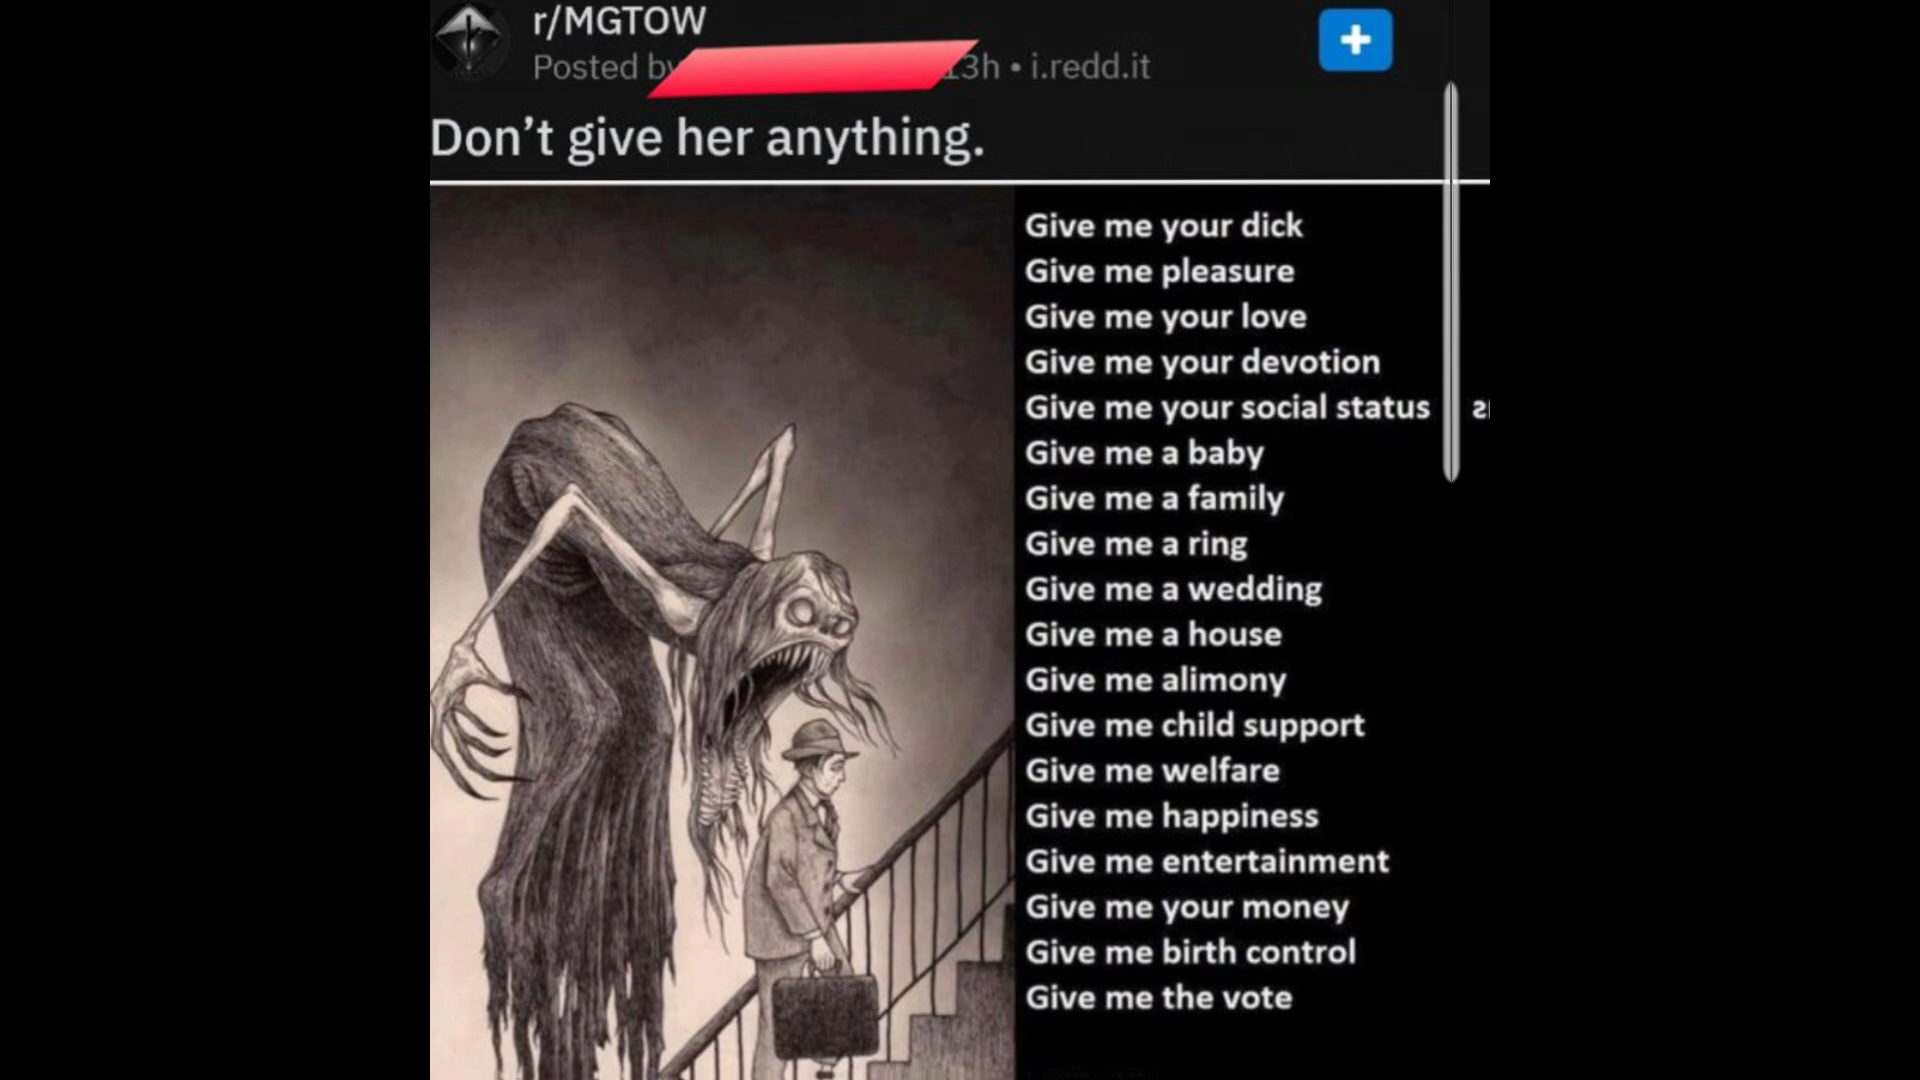 r/MGTOW
Posted by 13h • i.redd.it
Don't give her anything.
Give me your dick
Give me pleasure
Give me your love
Give me your devotion
Give me your social status
Give me a baby
Give me a family
Give me a ring
Give me a wedding
Give me a house
Give me alimony
Give me child support
Give me welfare
Give me happiness
Give me entertainment
Give me your money
Give me birth control
Give me the vote